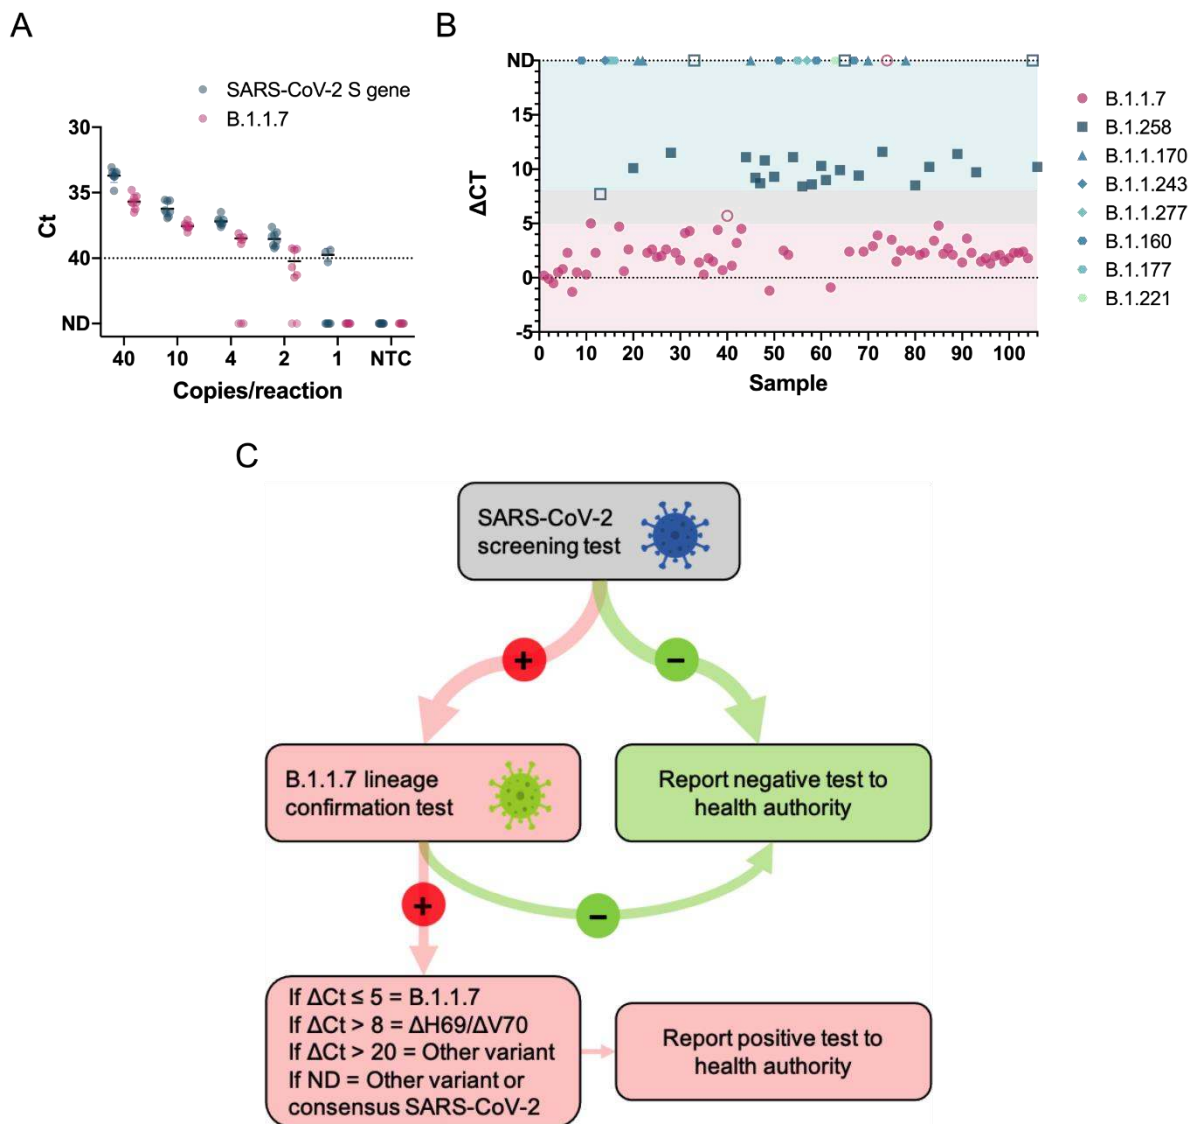 A
SARS-CoV-2 S gene
B.1.1.7
30
35
40
ND
Ct
40 10 4 2 1 NTC
Copies/reaction
B
ND
20
15
10
5
0
-5
ΔCT
0 10 20 30 40 50 60 70 80 90 100
Sample
B.1.1.7
B.1.258
B.1.1.170
B.1.1.243
B.1.1.277
B.1.160
B.1.177
B.1.221
C
SARS-CoV-2
screening test
+
−
B.1.1.7 lineage
confirmation test
Report negative test to
health authority
+
−
If ΔCt ≤ 5 = B.1.1.7
If ΔCt > 8 = ΔH69/ΔV70
If ΔCt > 20 = Other variant
If ND = Other variant or
consensus SARS-CoV-2
Report positive test to
health authority